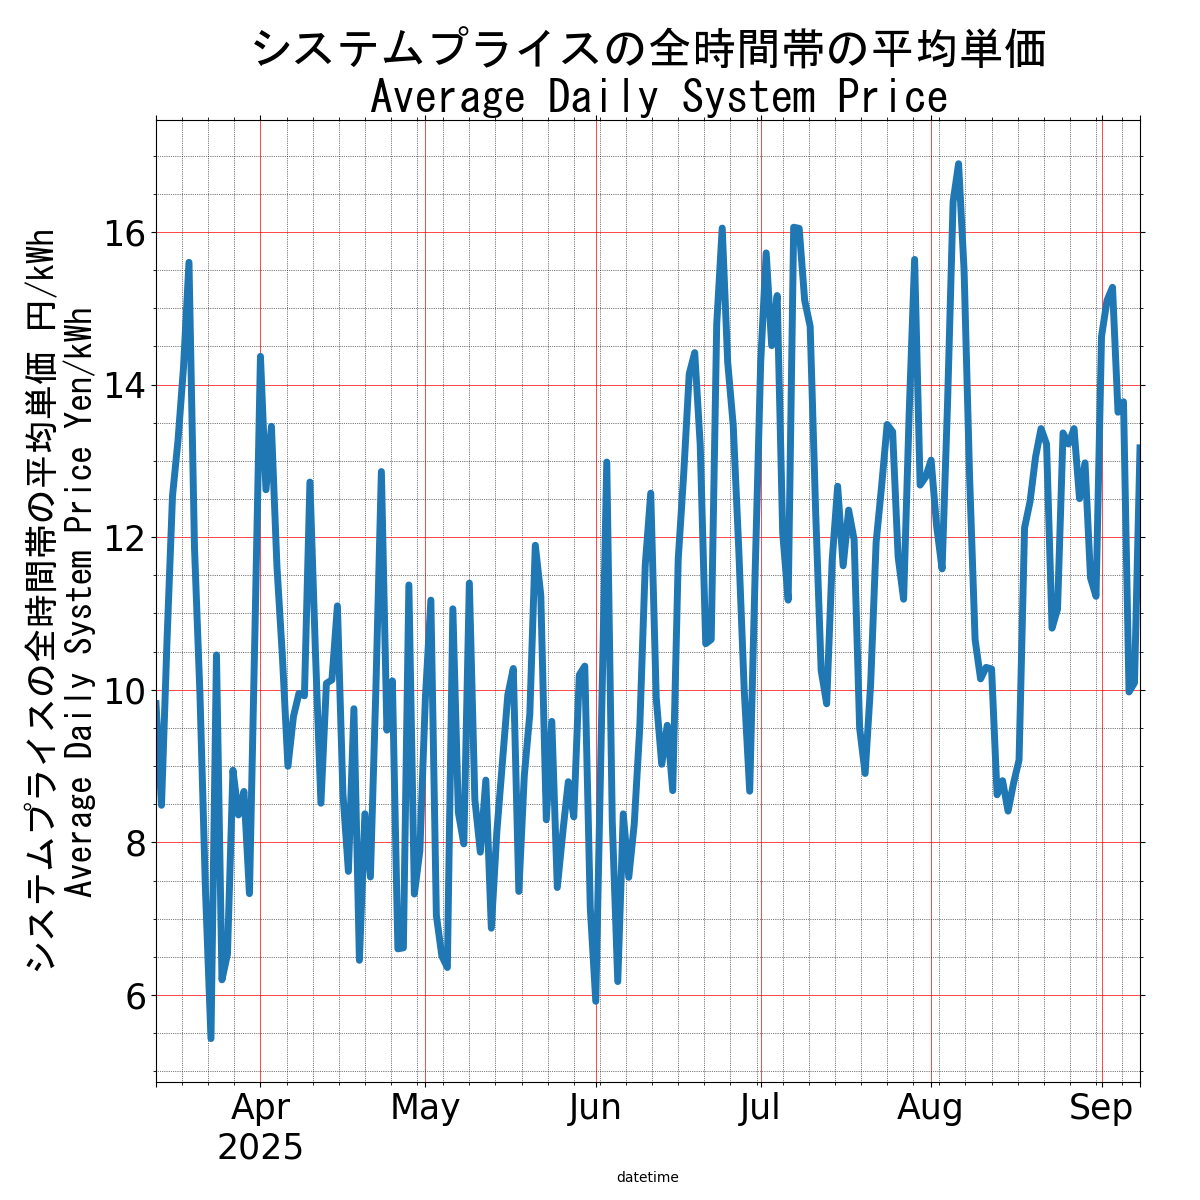 システムプライスの全時間帯の平均単価
Average Daily System Price
システムプライスの全時間帯の平均単価 円/kWh
Average Daily System Price Yen/kWh
16
14
12
10
8
6
Apr
2025
May
Jun
Jul
Aug
Sep
datetime